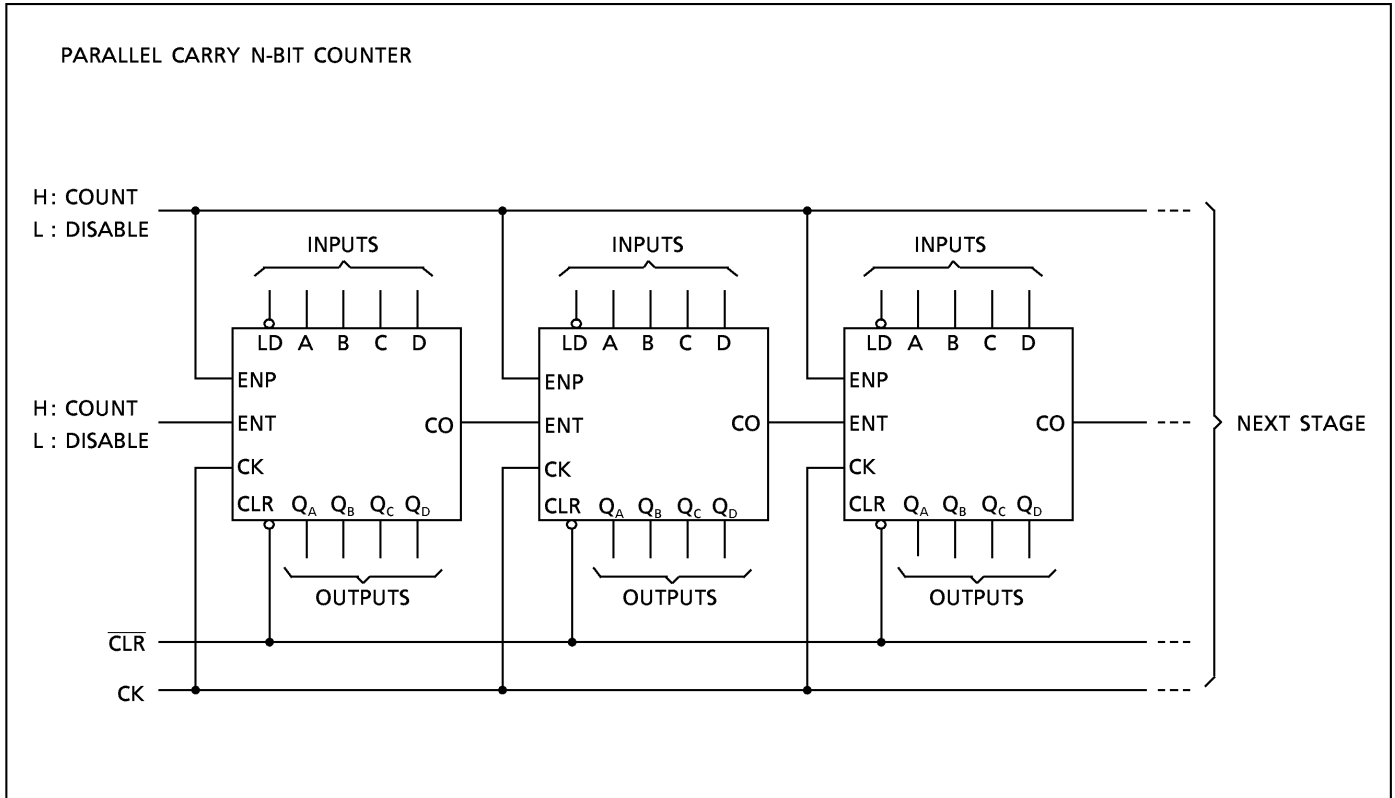 PARALLEL CARRY N-BIT COUNTER
H: COUNT
L : DISABLE
INPUTS INPUTS INPUTS
LD A B C D LD A B C D LD A B C D
ENP ENP ENP
H: COUNT
L : DISABLE
ENT CO ENT CO ENT CO NEXT STAGE
CK CK CK
CLR QA QB QC QD CLR QA QB QC QD CLR QA QB QC QD
OUTPUTS OUTPUTS OUTPUTS
C̅L̅R̅
CK